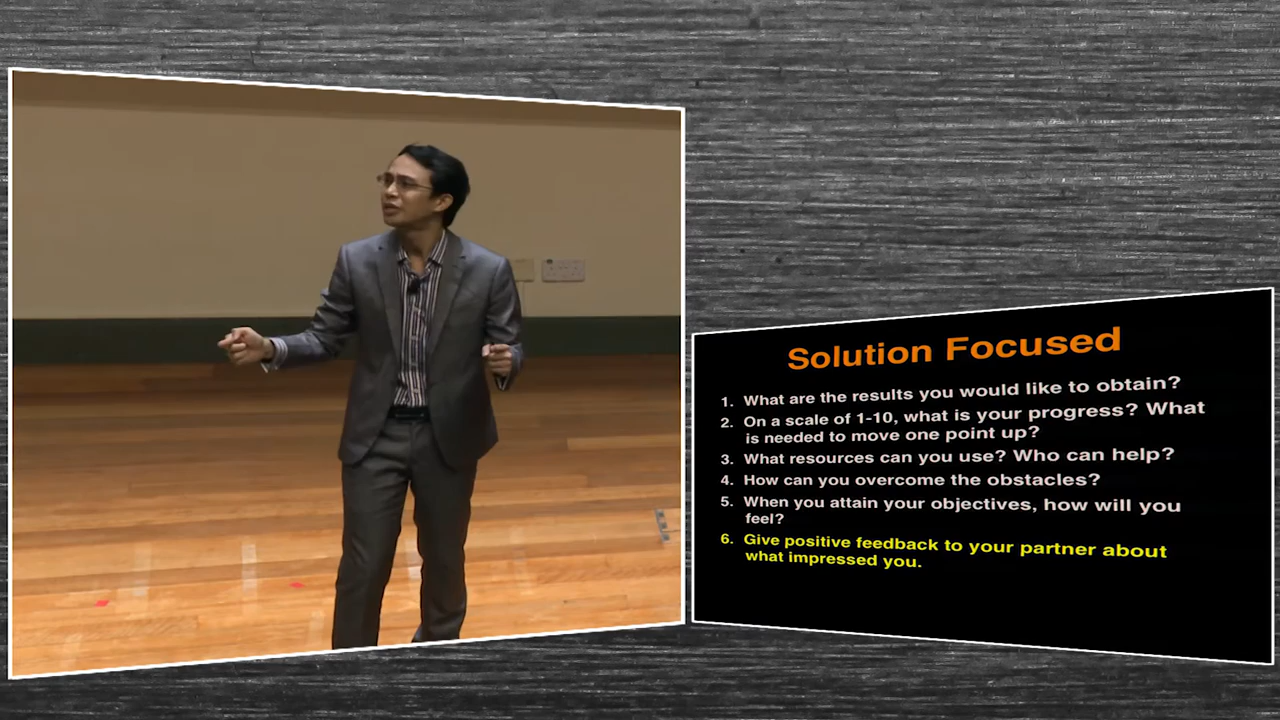 Solution Focused
1. What are the results you would like to obtain?
2. On a scale of 1-10, what is your progress? What
is needed to move one point up?
3. What resources can you use? Who can help?
4. How can you overcome the obstacles?
5. When you attain your objectives, how will you
feel?
6. Give positive feedback to your partner about
what impressed you.